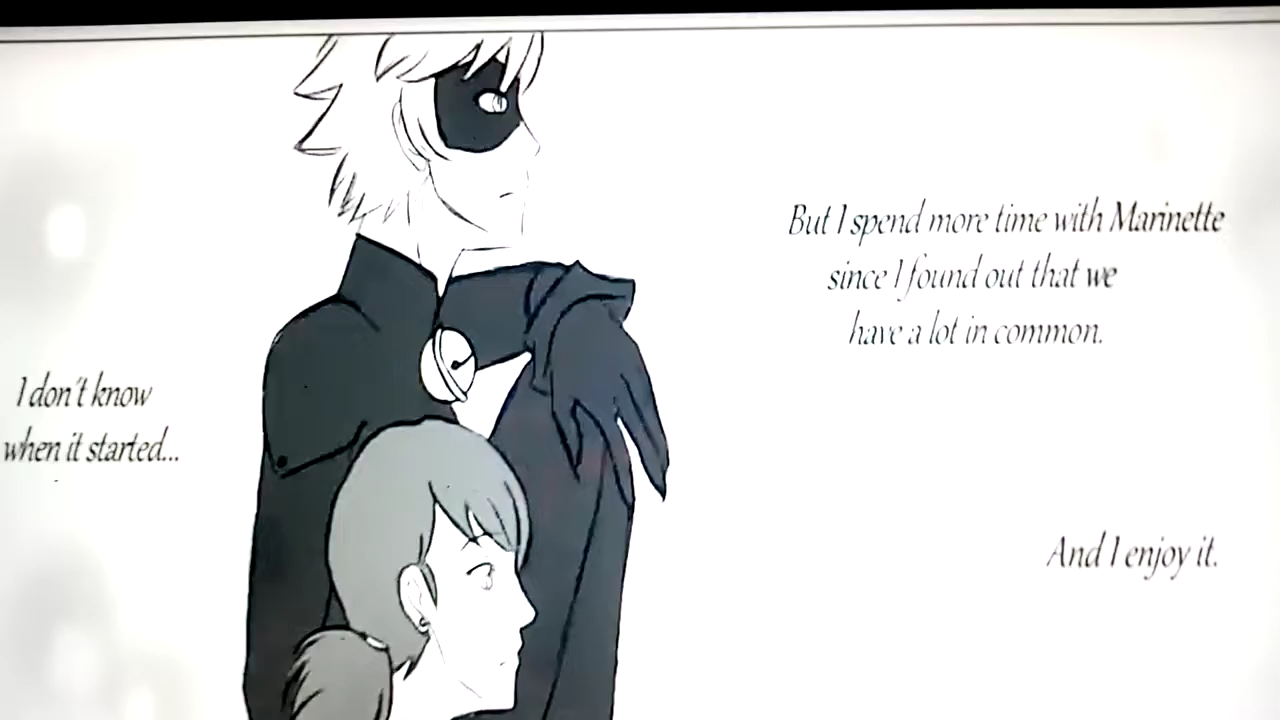 I don't know
when it started...
But I spend more time with Marinette
since I found out that we
have a lot in common.
And I enjoy it.